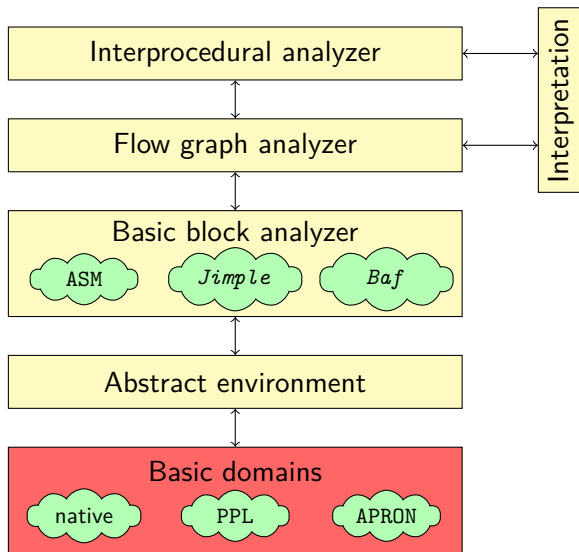 Interprocedural analyzer
Interpretation
Flow graph analyzer
Basic block analyzer
ASM
Jimple
Baf
Abstract environment
Basic domains
native
PPL
APRON